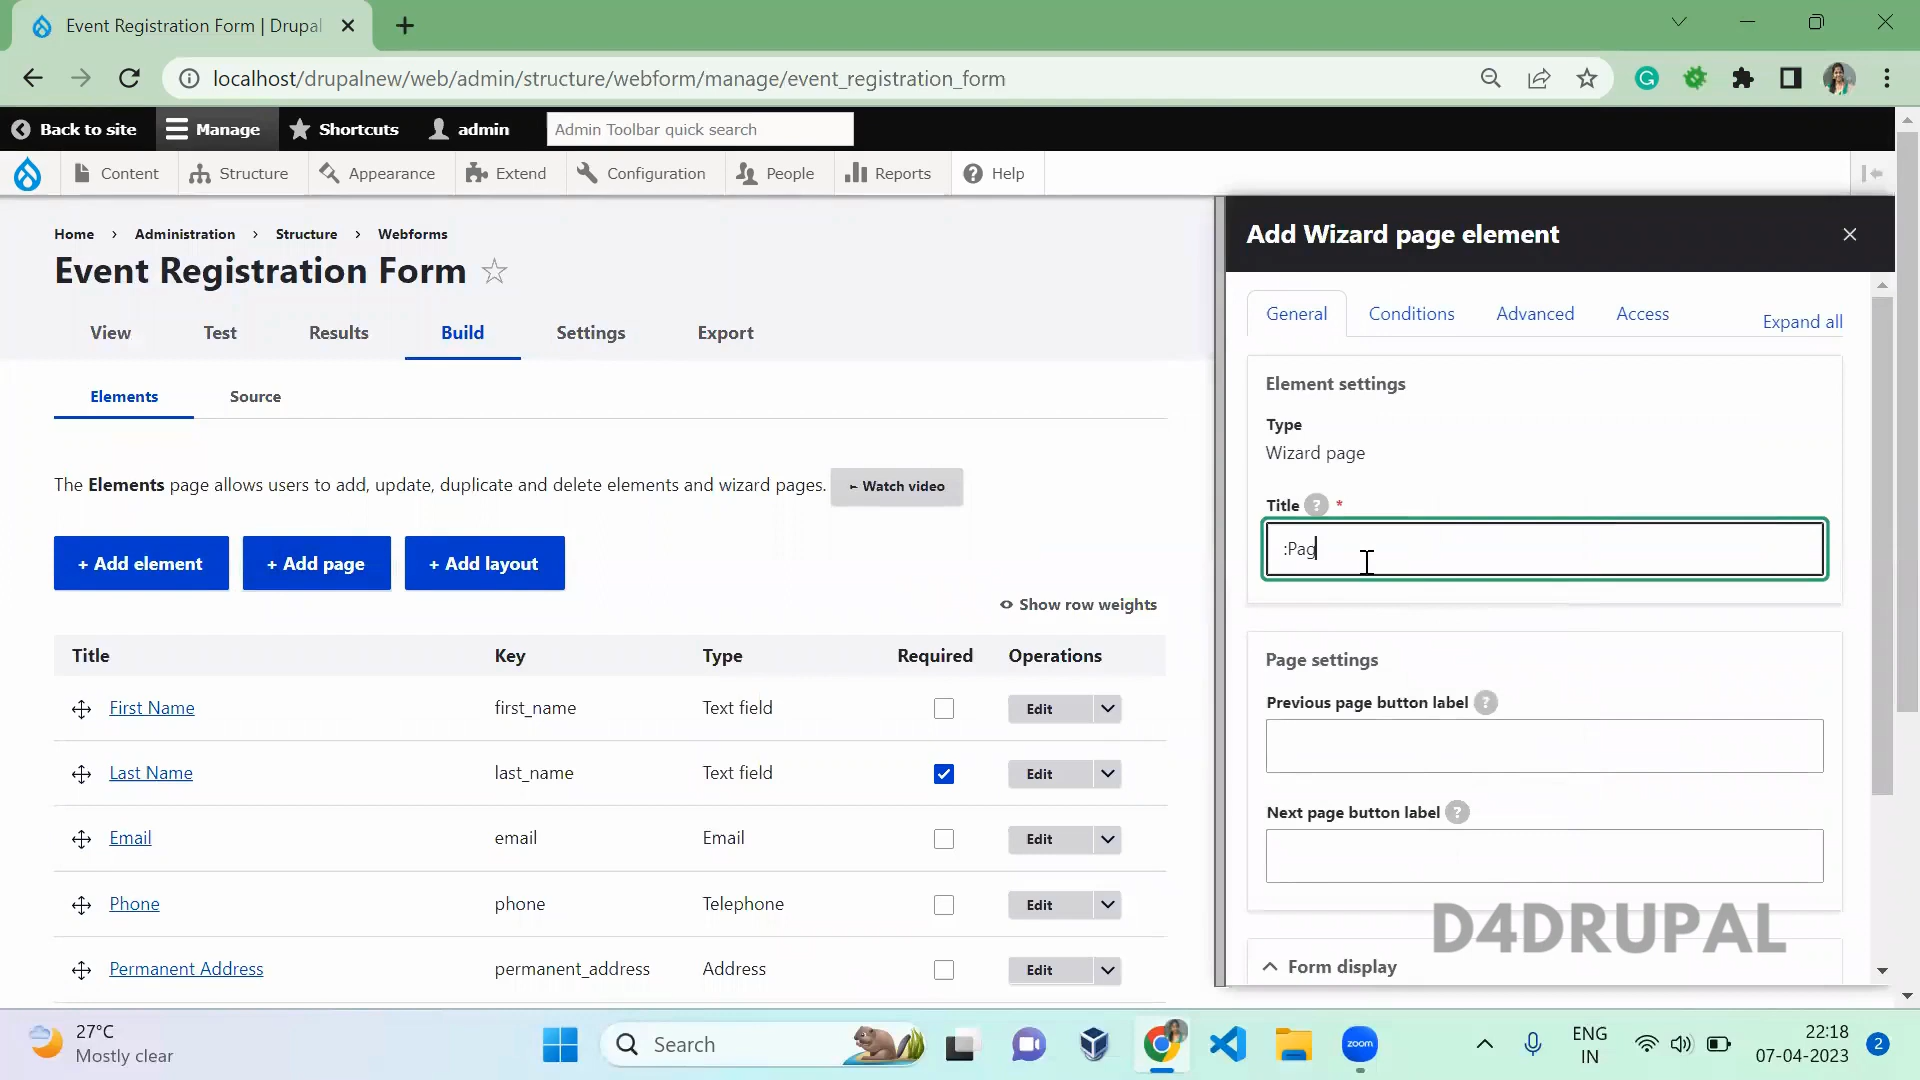 Event Registration Form | Drupal
localhost/drupalnew/web/admin/structure/webform/manage/event_registration_form
Back to site
Manage
Shortcuts
admin
Admin Toolbar quick search
Content
Structure
Appearance
Extend
Configuration
People
Reports
Help
Home > Administration > Structure > Webforms
Event Registration Form
View
Test
Results
Build
Settings
Export
Elements
Source
The Elements page allows users to add, update, duplicate and delete elements and wizard pages.
Watch video
+ Add element
+ Add page
+ Add layout
Show row weights
Title Key Type Required Operations
First Name first_name Text field Edit
Last Name last_name Text field Edit
Email email Email Edit
Phone phone Telephone Edit
Permanent Address permanent_address Address Edit
Add Wizard page element
General
Conditions
Advanced
Access
Expand all
Element settings
Type
Wizard page
Title ? *
:Pag
Page settings
Previous page button label ?
Next page button label ?
Form display
D4DRUPAL
27°C
Mostly clear
Search
zoom
ENG
IN
22:18
07-04-2023
2